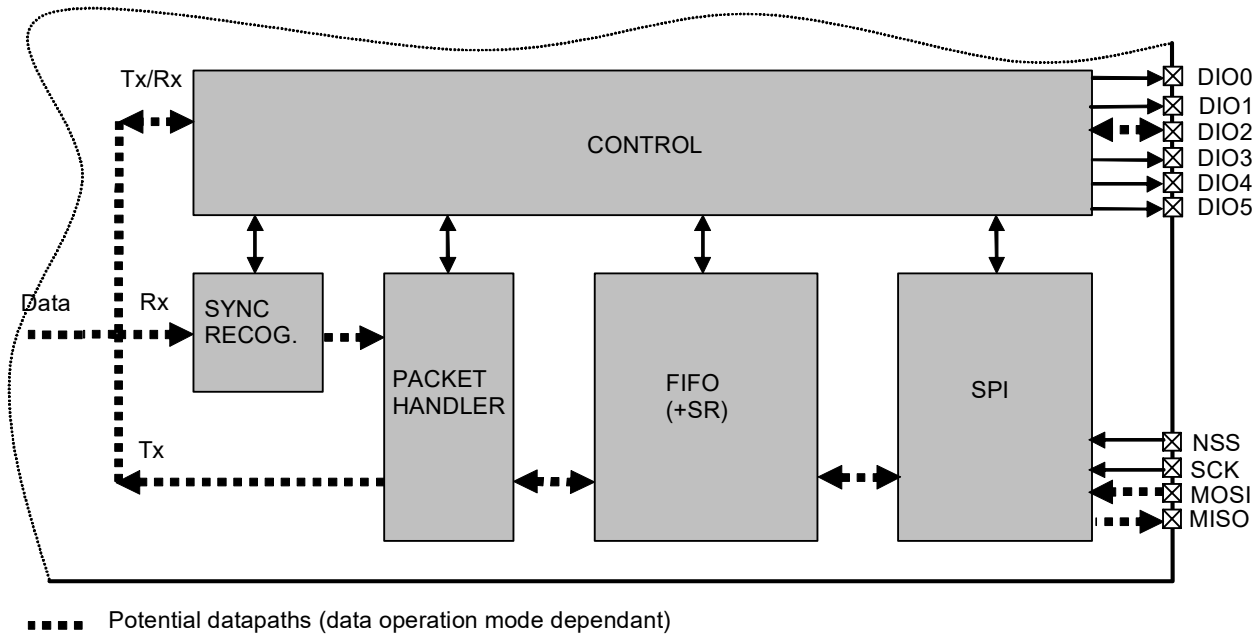 Tx/Rx
CONTROL
DIO0
DIO1
DIO2
DIO3
DIO4
DIO5
Data
Rx
SYNC
RECOG.
PACKET
HANDLER
FIFO
(+SR)
SPI
Tx
NSS
SCK
MOSI
MISO
Potential datapaths (data operation mode dependant)